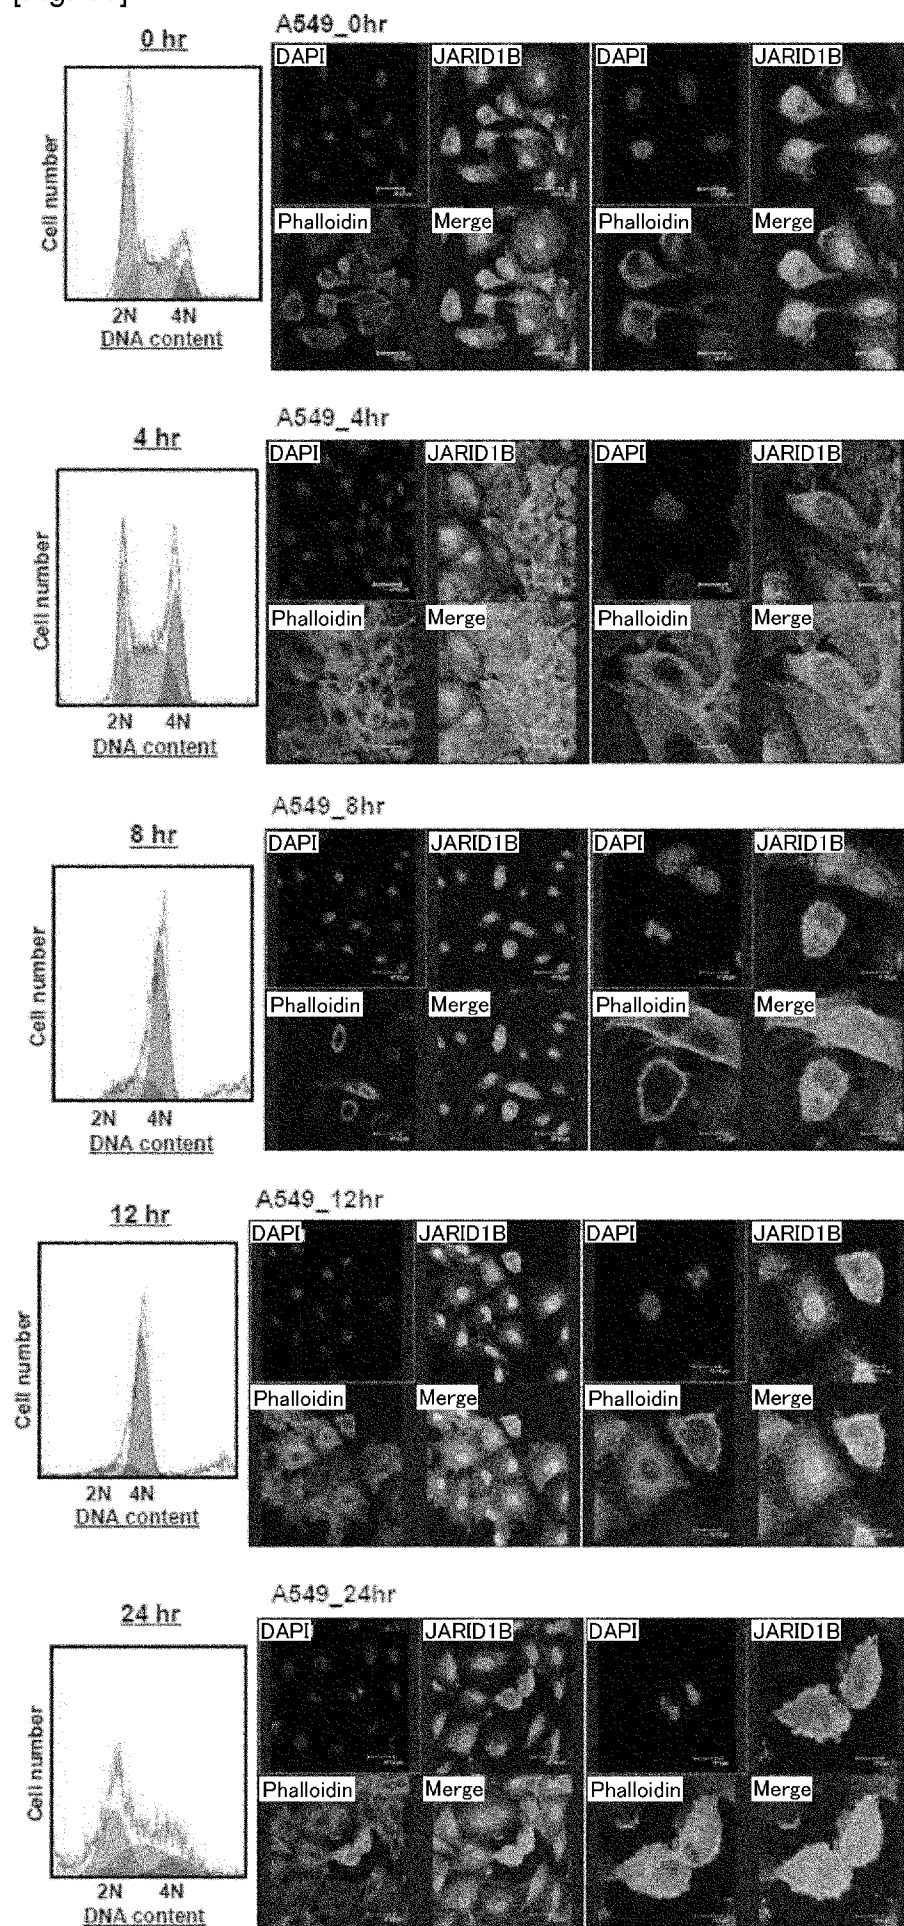 0 hr
A549_0hr
DAPI JARID1B DAPI JARID1B
Phalloidin Merge Phalloidin Merge
Cell number
2N 4N
DNA content
4 hr
A549_4hr
DAPI JARID1B DAPI JARID1B
Phalloidin Merge Phalloidin Merge
Cell number
2N 4N
DNA content
8 hr
A549_8hr
DAPI JARID1B DAPI JARID1B
Phalloidin Merge Phalloidin Merge
Cell number
2N 4N
DNA content
12 hr
A549_12hr
DAPI JARID1B DAPI JARID1B
Phalloidin Merge Phalloidin Merge
Cell number
2N 4N
DNA content
24 hr
A549_24hr
DAPI JARID1B DAPI JARID1B
Phalloidin Merge Phalloidin Merge
Cell number
2N 4N
DNA content